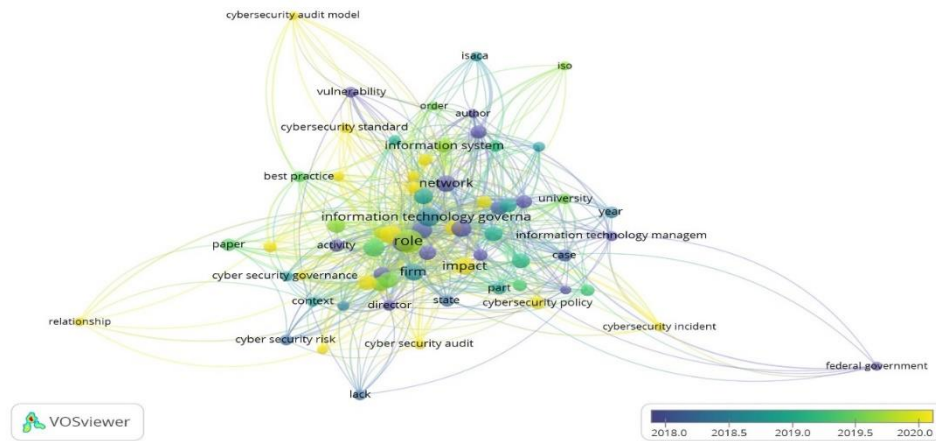 cybersecurity audit model
isaca
iso
vulnerability
order
author
cybersecurity standard
information system
best practice
network
university
information technology governa
year
role
information technology managem
paper
activity
case
impact
cyber security governance
firm
part
context
director
state
cybersecurity policy
relationship
cybersecurity incident
cyber security risk
cyber security audit
federal government
lack
VOSviewer
2018.0 2018.5 2019.0 2019.5 2020.0